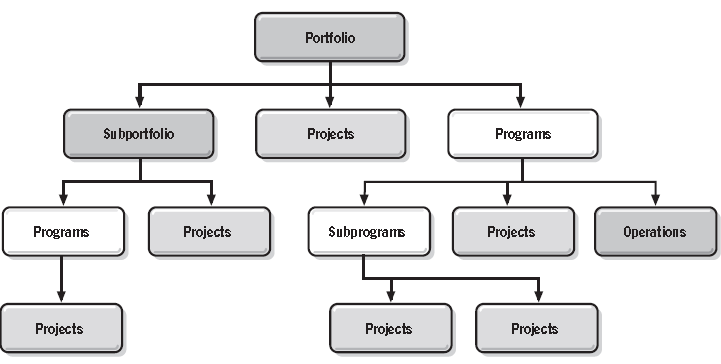 Portfolio
Subportfolio
Projects
Programs
Programs
Projects
Subprograms
Projects
Operations
Projects
Projects
Projects